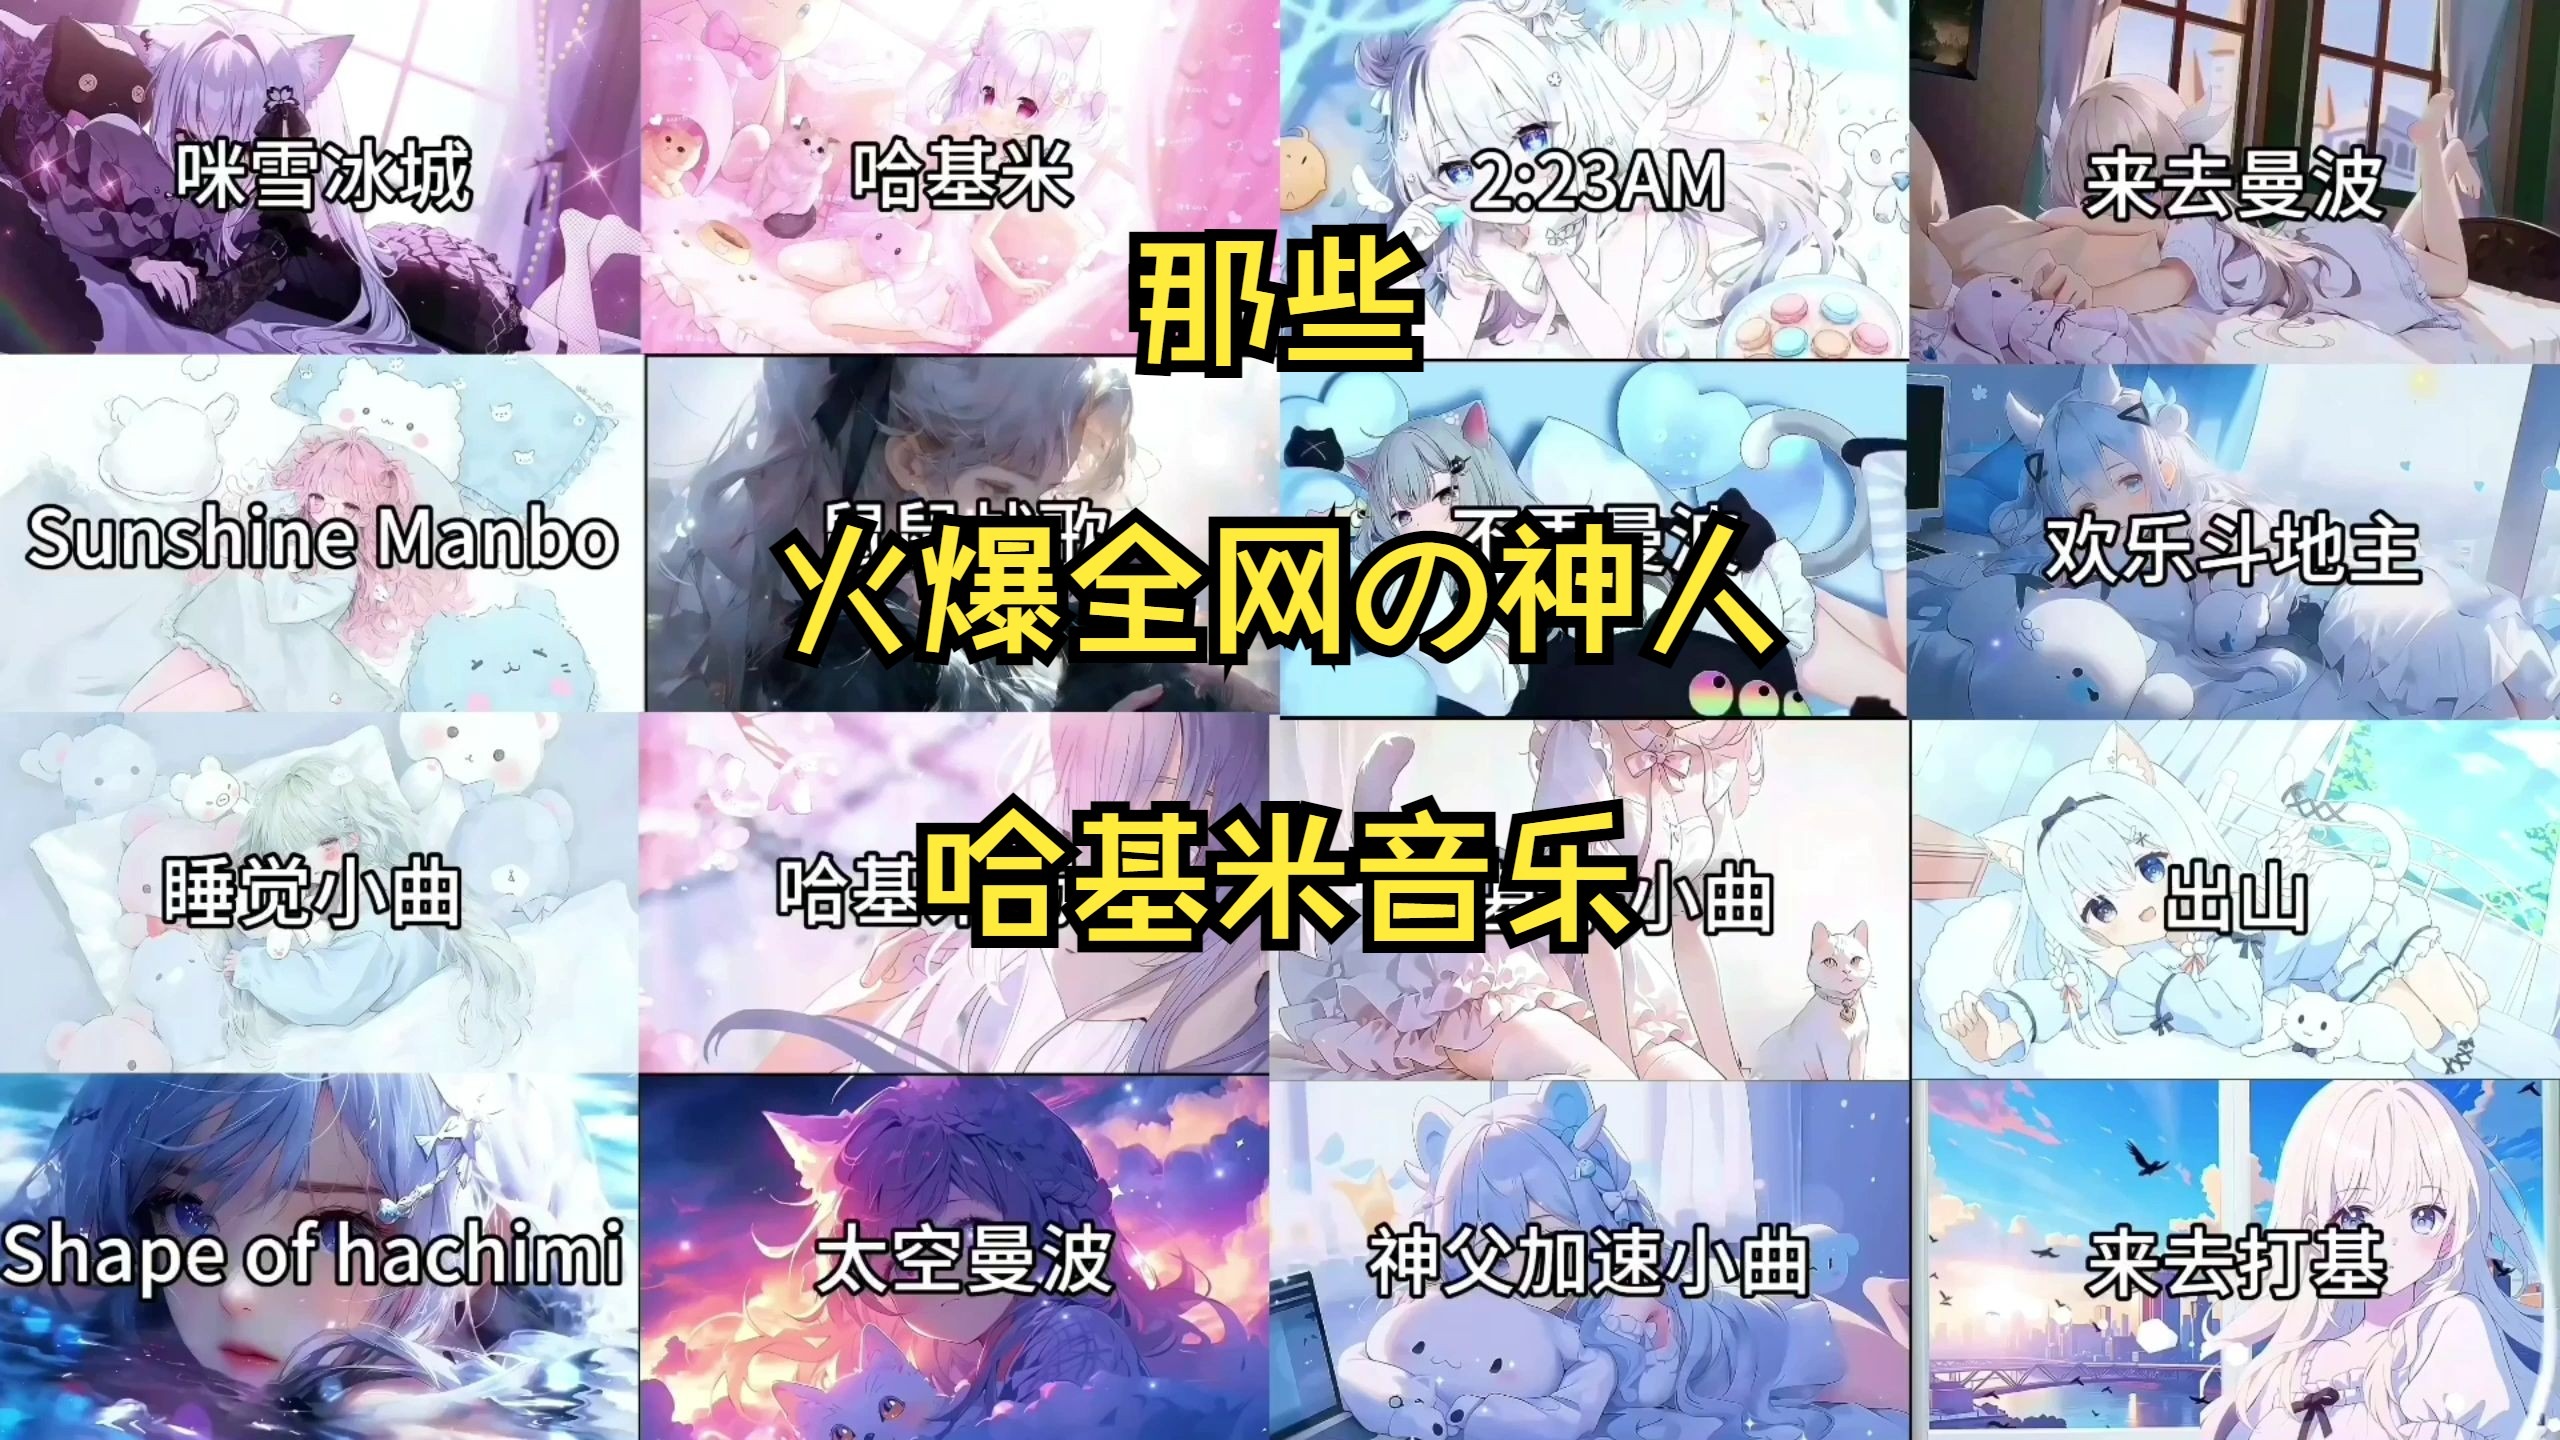 咪雪冰城
哈基米
2:23AM
来去曼波
那些
Sunshine Manbo
欢乐斗地主
火爆全网の神人
睡觉小曲
哈基
小曲
出山
哈基米音乐
Shape of hachimi
太空曼波
神父加速小曲
来去打基